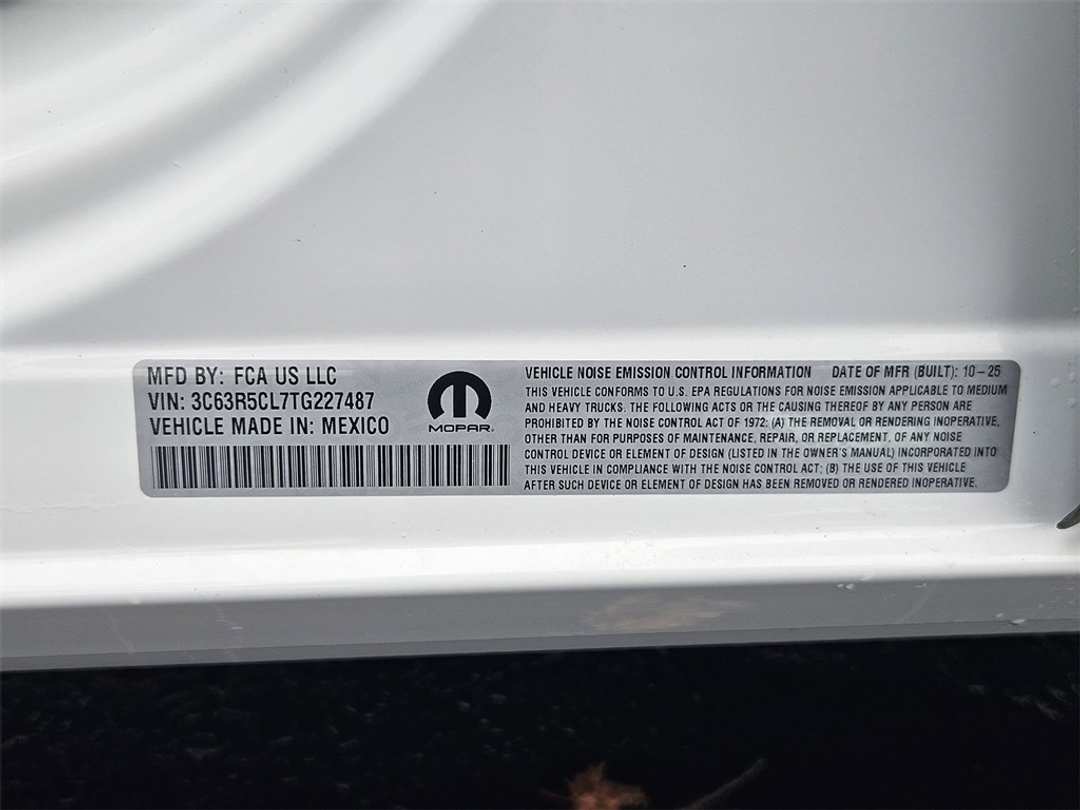 MFD BY: FCA US LLC
VIN: 3C63R5CL7TG227487
VEHICLE MADE IN: MEXICO
MOPAR
VEHICLE NOISE EMISSION CONTROL INFORMATION DATE OF MFR (BUILT): 10-25
THIS VEHICLE CONFORMS TO U.S. EPA REGULATIONS FOR NOISE EMISSION APPLICABLE TO MEDIUM
AND HEAVY TRUCKS. THE FOLLOWING ACTS OR THE CAUSING THEREOF BY ANY PERSON ARE
PROHIBITED BY THE NOISE CONTROL ACT OF 1972: (A) THE REMOVAL OR RENDERING INOPERATIVE,
OTHER THAN FOR PURPOSES OF MAINTENANCE, REPAIR, OR REPLACEMENT, OF ANY NOISE
CONTROL DEVICE OR ELEMENT OF DESIGN (LISTED IN THE OWNER'S MANUAL) INCORPORATED INTO
THIS VEHICLE IN COMPLIANCE WITH THE NOISE CONTROL ACT; (B) THE USE OF THIS VEHICLE
AFTER SUCH DEVICE OR ELEMENT OF DESIGN HAS BEEN REMOVED OR RENDERED INOPERATIVE.